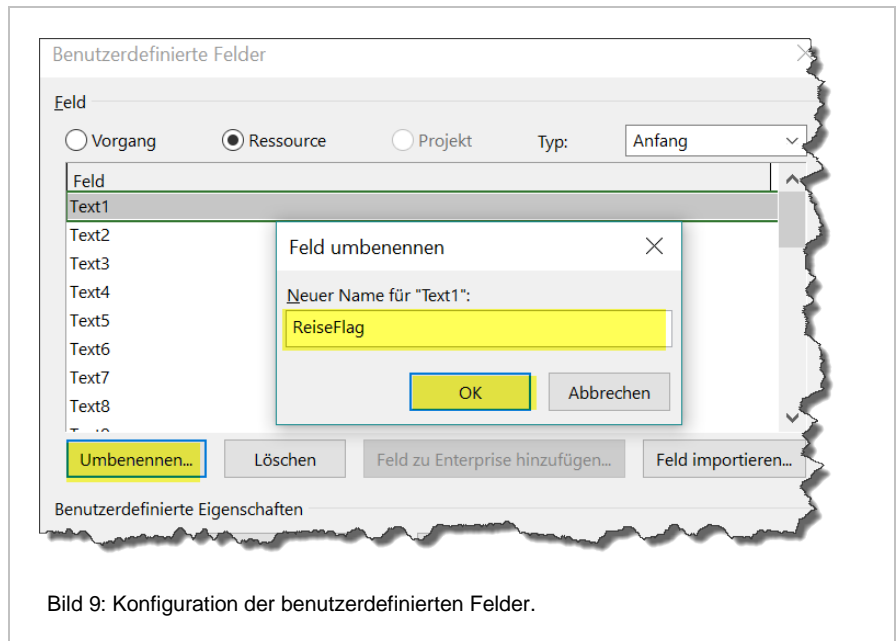 Benutzerdefinierte Felder
Feld
Vorgang Ressource Projekt Typ: Anfang
Feld
Text1
Text2
Text3
Text4
Text5
Text6
Text7
Text8
Feld umbenennen
Neuer Name für "Text1":
ReiseFlag
OK Abbrechen
Umbenennen... Löschen Feld zu Enterprise hinzufügen... Feld importieren...
Benutzerdefinierte Eigenschaften
Bild 9: Konfiguration der benutzerdefinierten Felder.